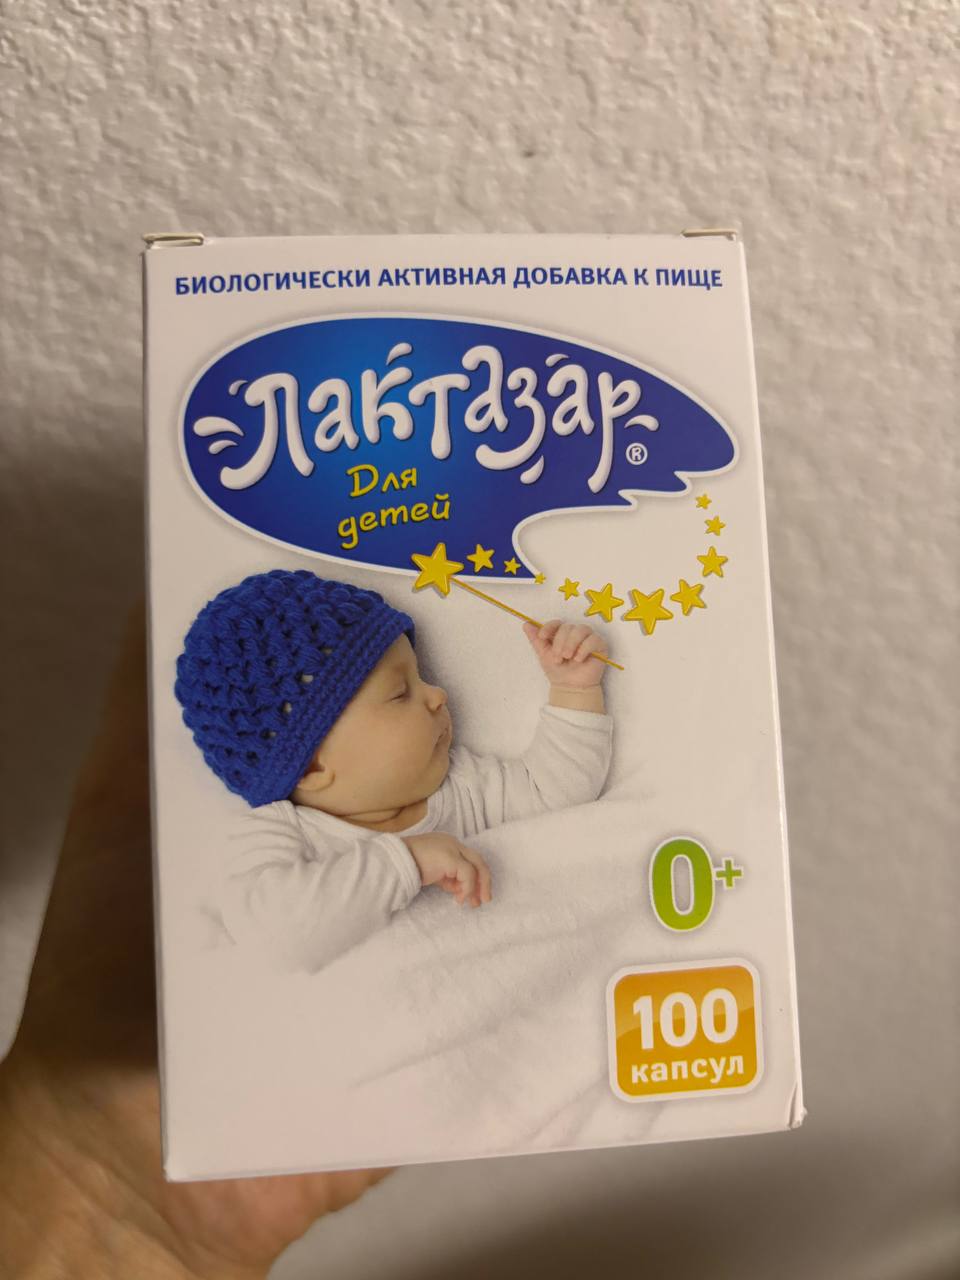 БИОЛОГИЧЕСКИ АКТИВНАЯ ДОБАВКА К ПИЩЕ
Лактазар®
Для
детей
0+
100
капсул